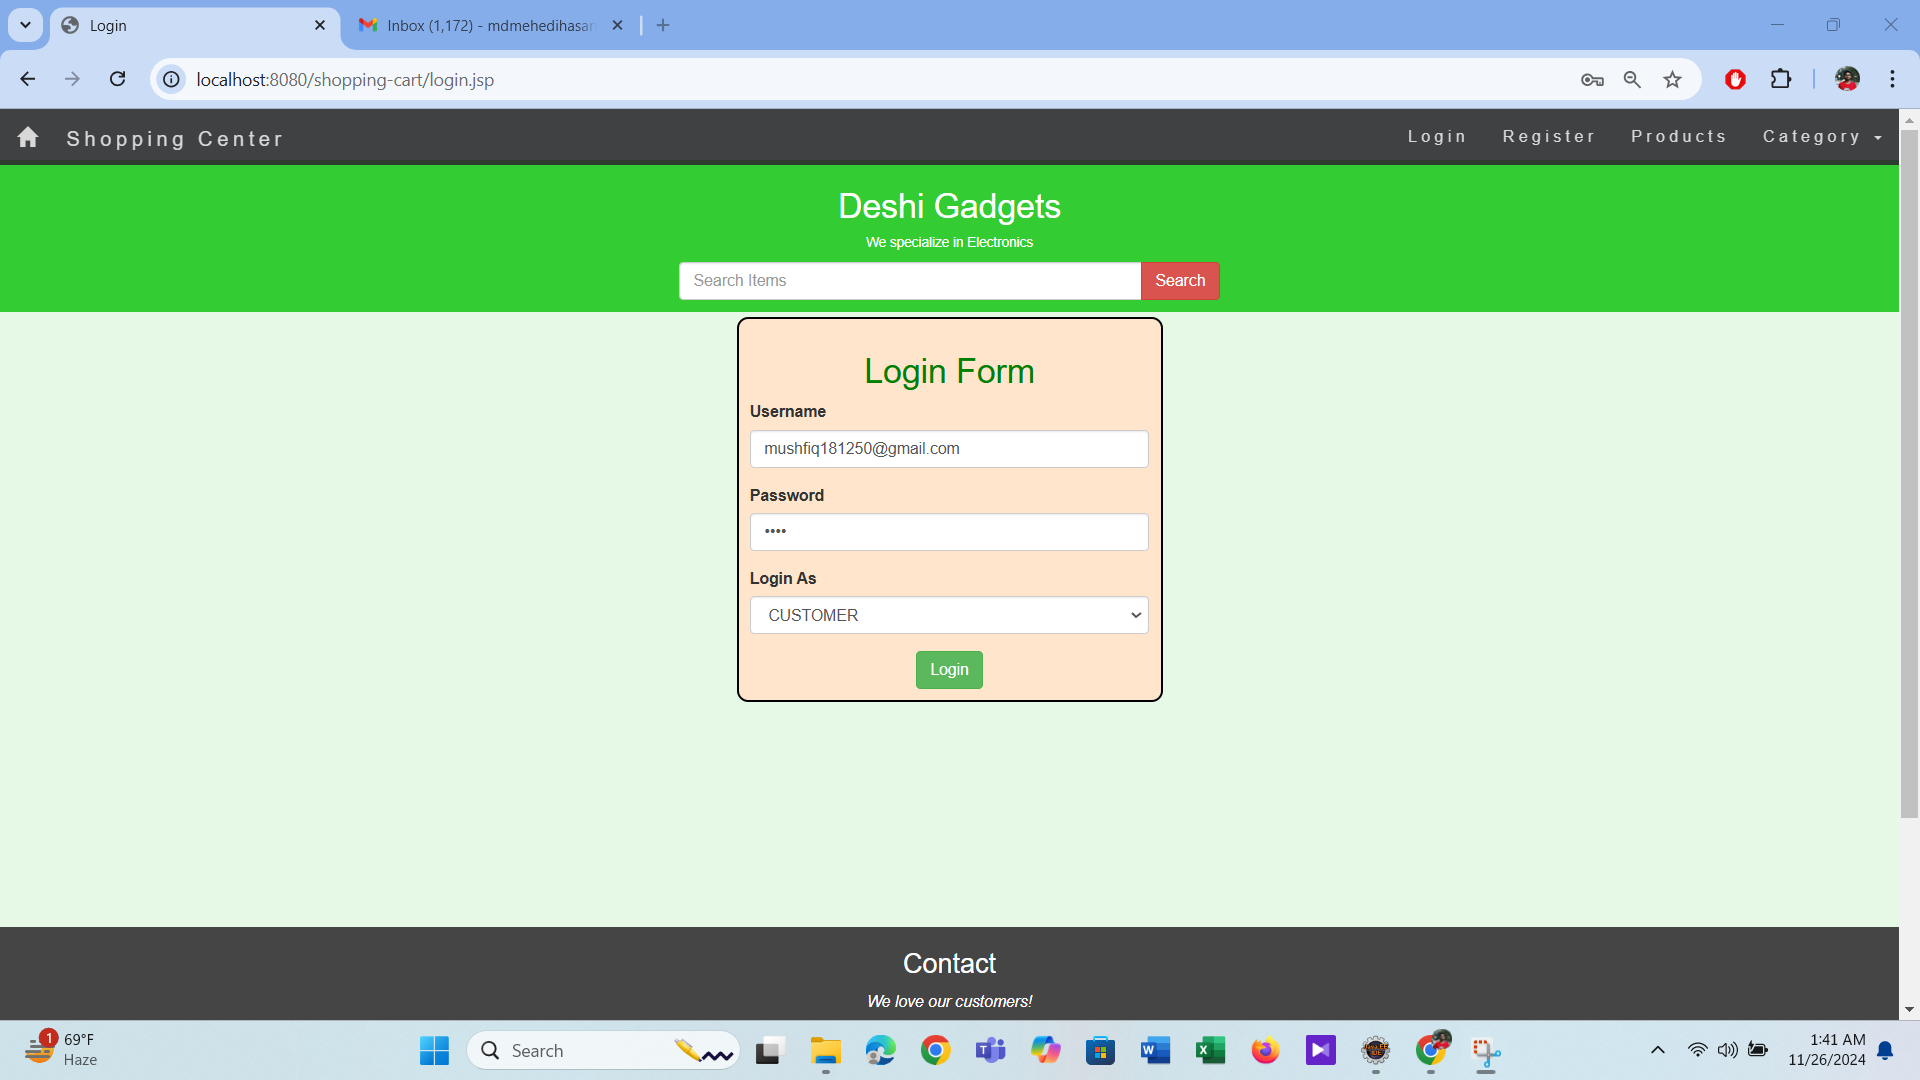 Login
Inbox (1,172) - mdmehedihasan
localhost:8080/shopping-cart/login.jsp
Shopping Center
Login Register Products Category
Deshi Gadgets
We specialize in Electronics
Search Items
Search
Login Form
Username
mushfiq181250@gmail.com
Password
••••
Login As
CUSTOMER
Login
Contact
We love our customers!
1
69°F
Haze
Search
1:41 AM
11/26/2024